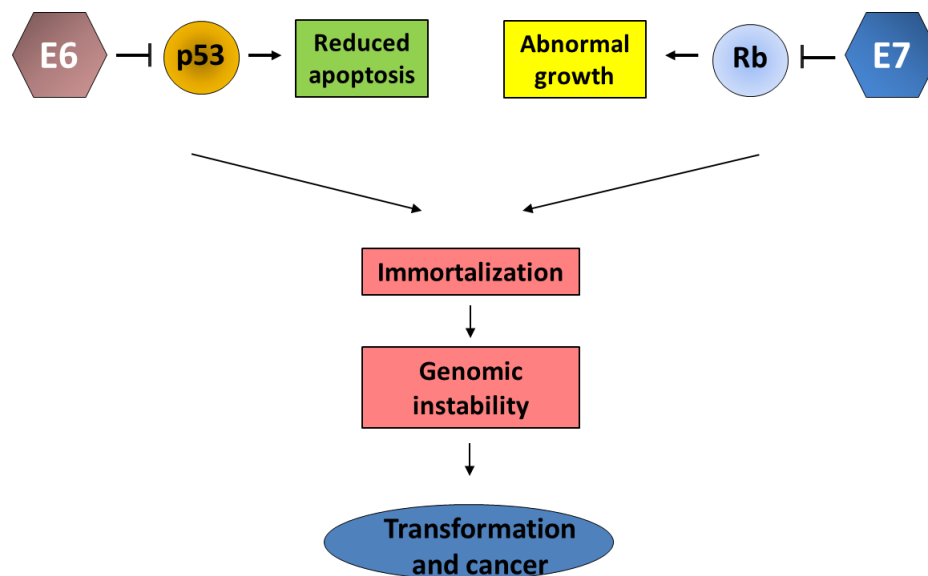 E6
p53
Reduced
apoptosis
Abnormal
growth
Rb
E7
Immortalization
Genomic
instability
Transformation
and cancer